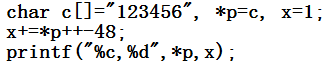 char c[]="123456", *p=c, x=1;
x+=*p++-48;
printf("%c,%d",*p,x);